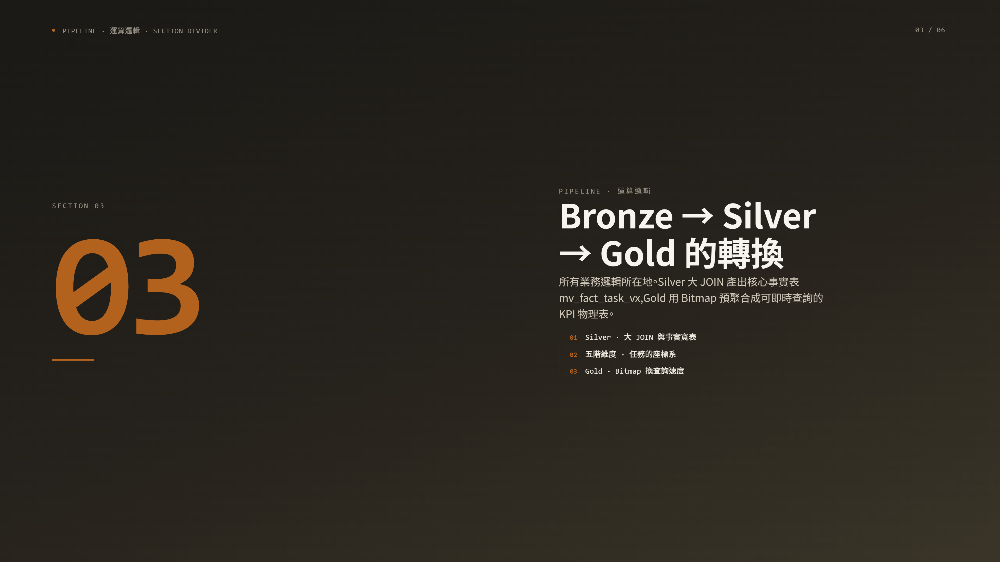 PIPELINE · 運算邏輯 · SECTION DIVIDER
03 / 06
SECTION 03
03
PIPELINE · 運算邏輯
Bronze → Silver
→ Gold 的轉換
所有業務邏輯所在地。Silver 大 JOIN 產出核心事實表
mv_fact_task_vx,Gold 用 Bitmap 預聚合成可即時查詢的
KPI 物理表。
01 Silver · 大 JOIN 與事實寬表
02 五階維度 · 任務的座標系
03 Gold · Bitmap 換查詢速度